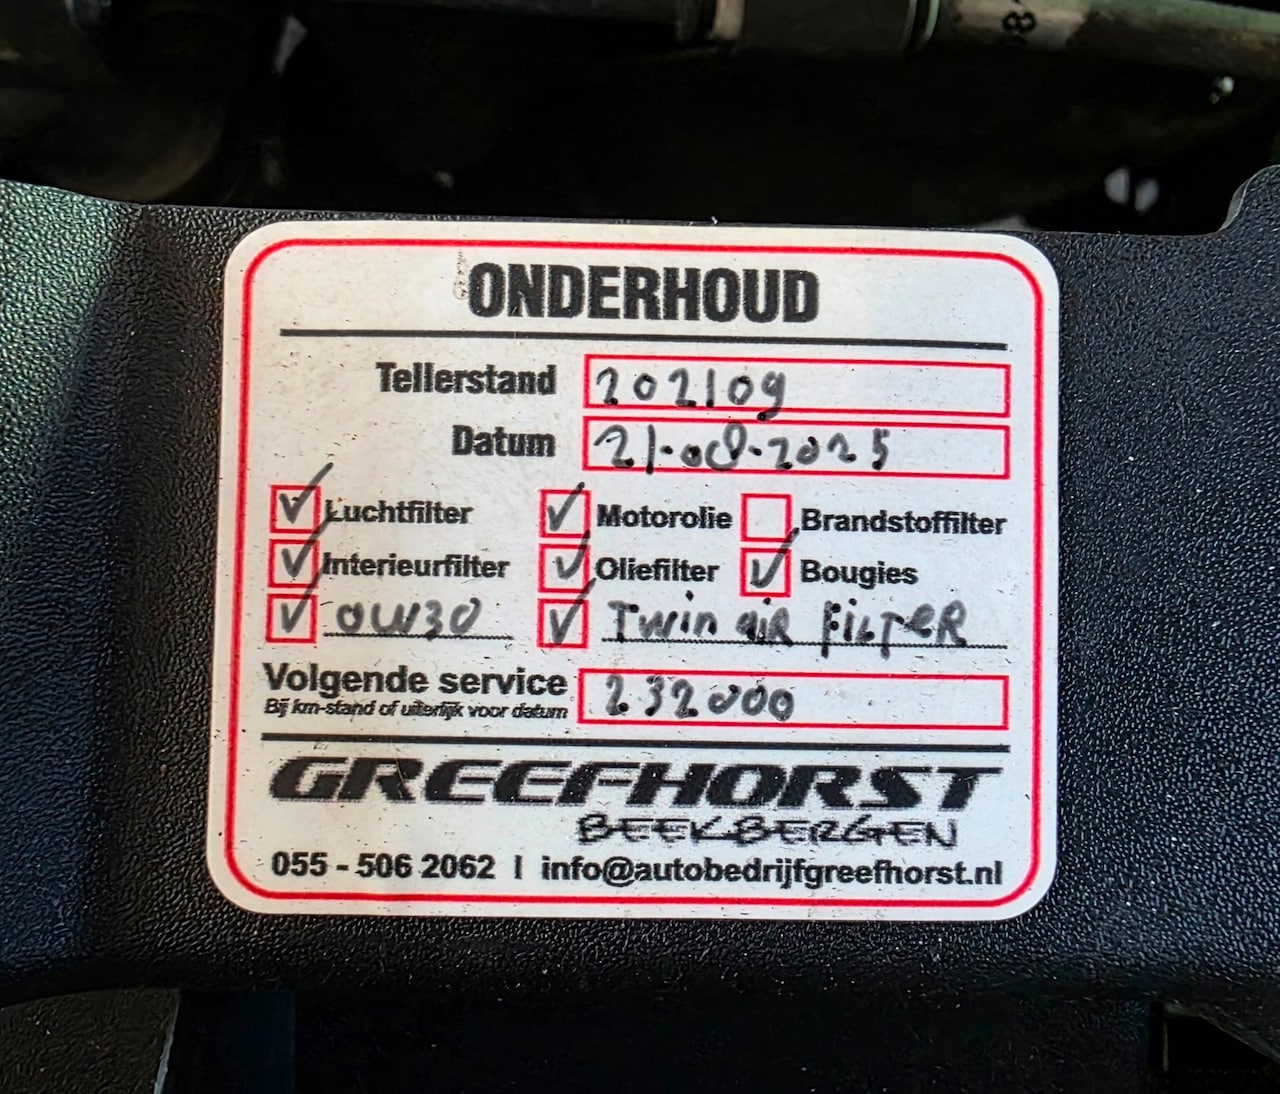 ONDERHOUD
Tellerstand 202109
Datum 21-08-2025
Luchtfilter Motorolie Brandstoffilter
Interieurfilter Oliefilter Bougies
0W30 Twin air FilTeR
Volgende service 232000
Bij km-stand of uiterlijk voor datum
GREEFHORST
BEEKBERGEN
055 - 506 2062 | info@autobedrijfgreefhorst.nl